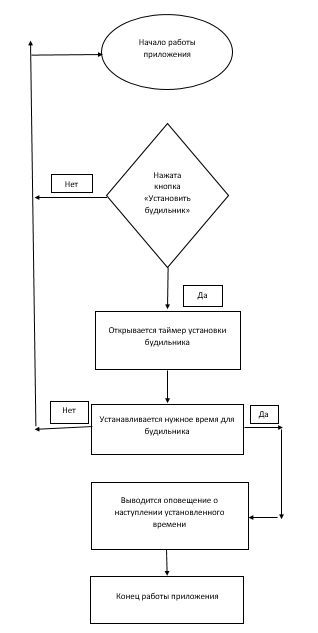 Начало работы
приложения
Нажата
кнопка
«Установить
будильник»
Нет
Да
Открывается таймер установки
будильника
Нет
Устанавливается нужное время для
будильника
Да
Выводится оповещение о
наступлении установленного
времени
Конец работы приложения